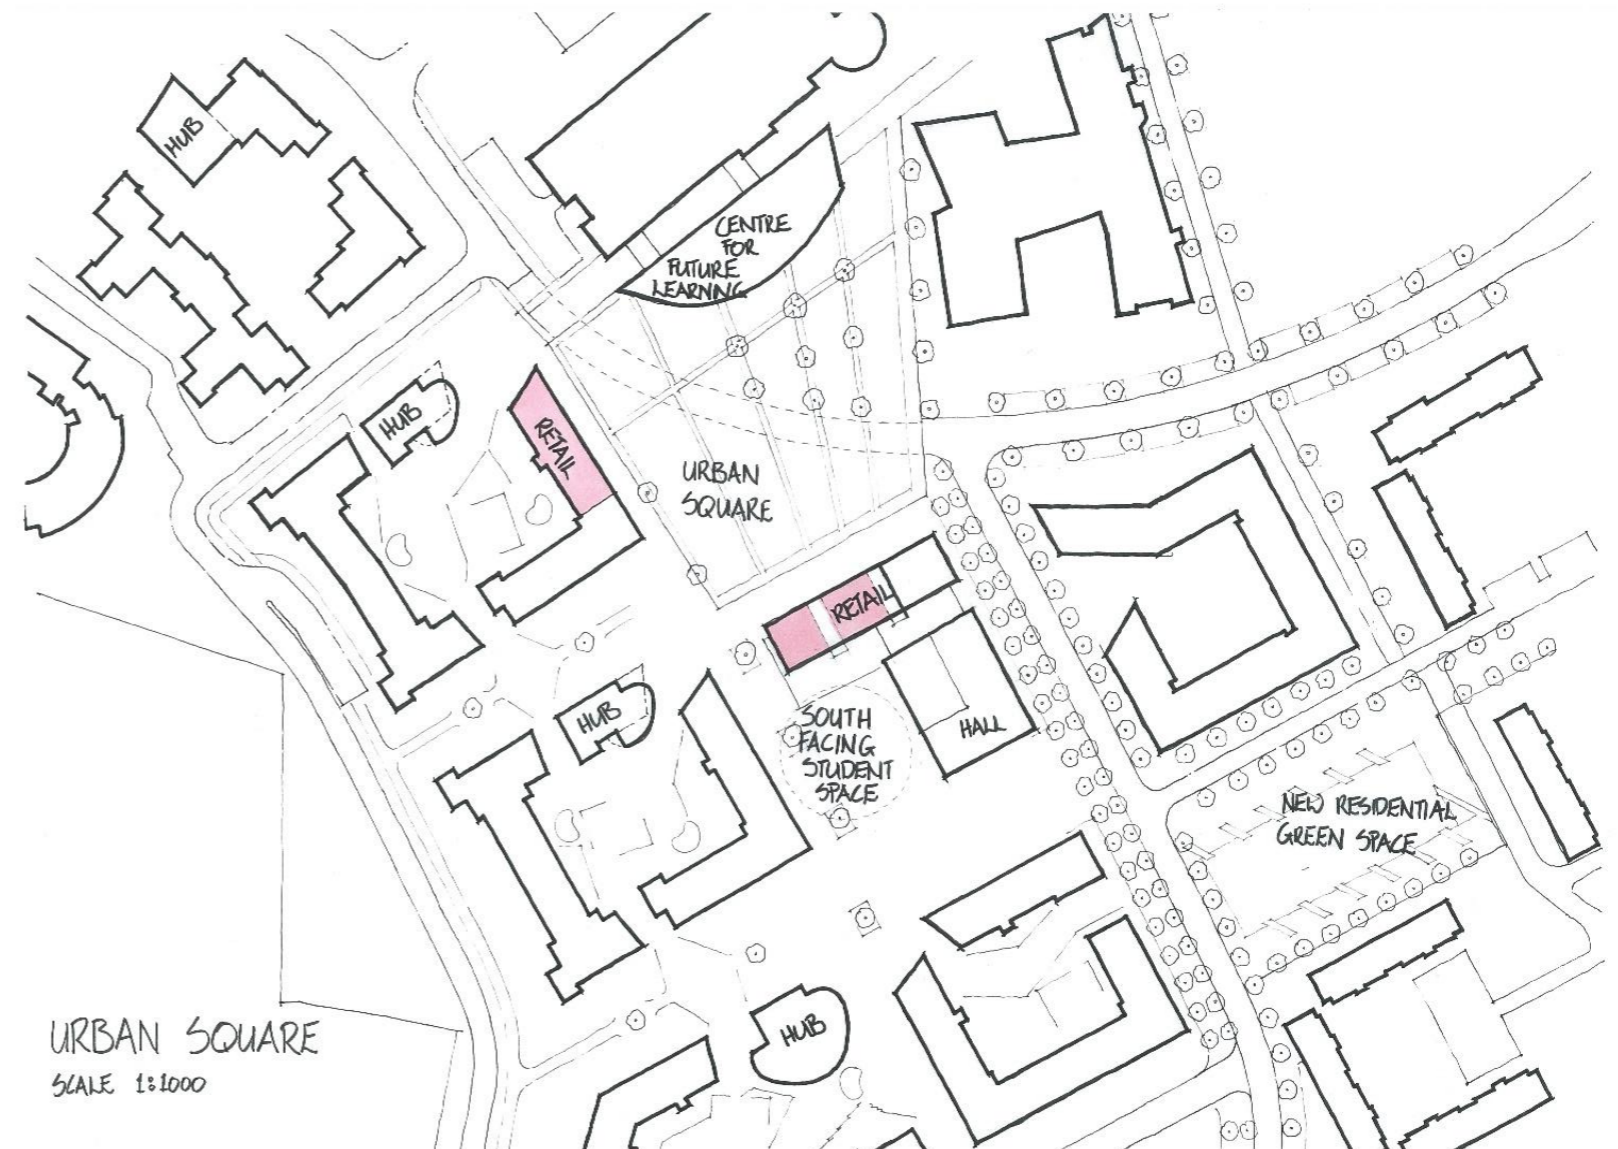 HUB
CENTRE
FOR
FUTURE
LEARNING
HUB
RETAIL
URBAN
SQUARE
RETAIL
HUB
SOUTH
FACING
STUDENT
SPACE
HALL
NEW RESIDENTIAL
GREEN SPACE
HUB
URBAN SQUARE
SCALE 1:1000